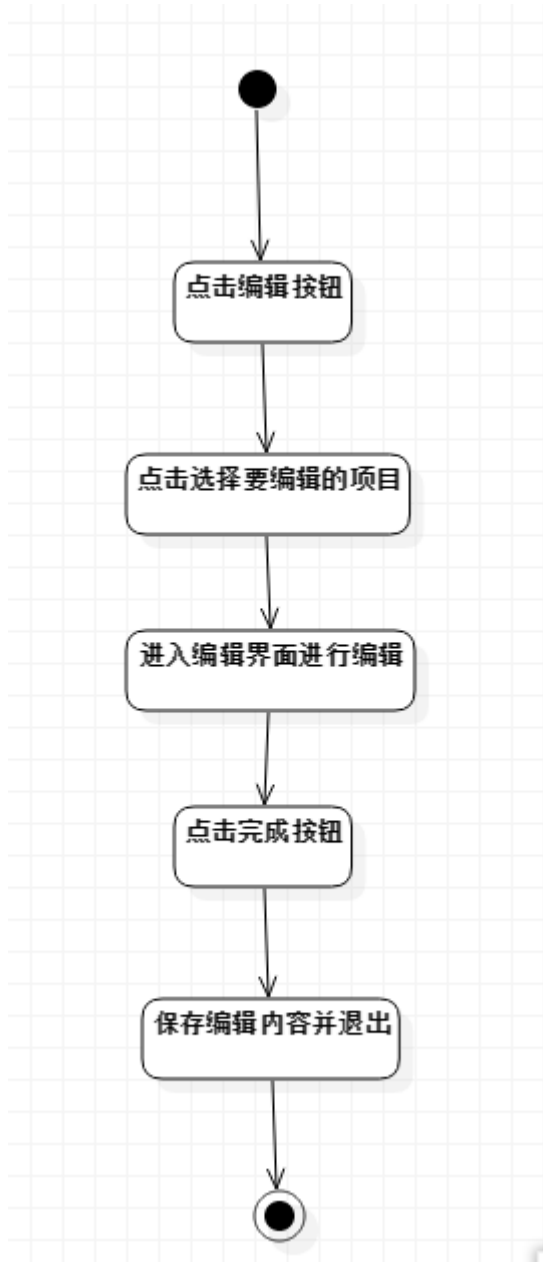 点击编辑按钮
点击选择要编辑的项目
进入编辑界面进行编辑
点击完成按钮
保存编辑内容并退出